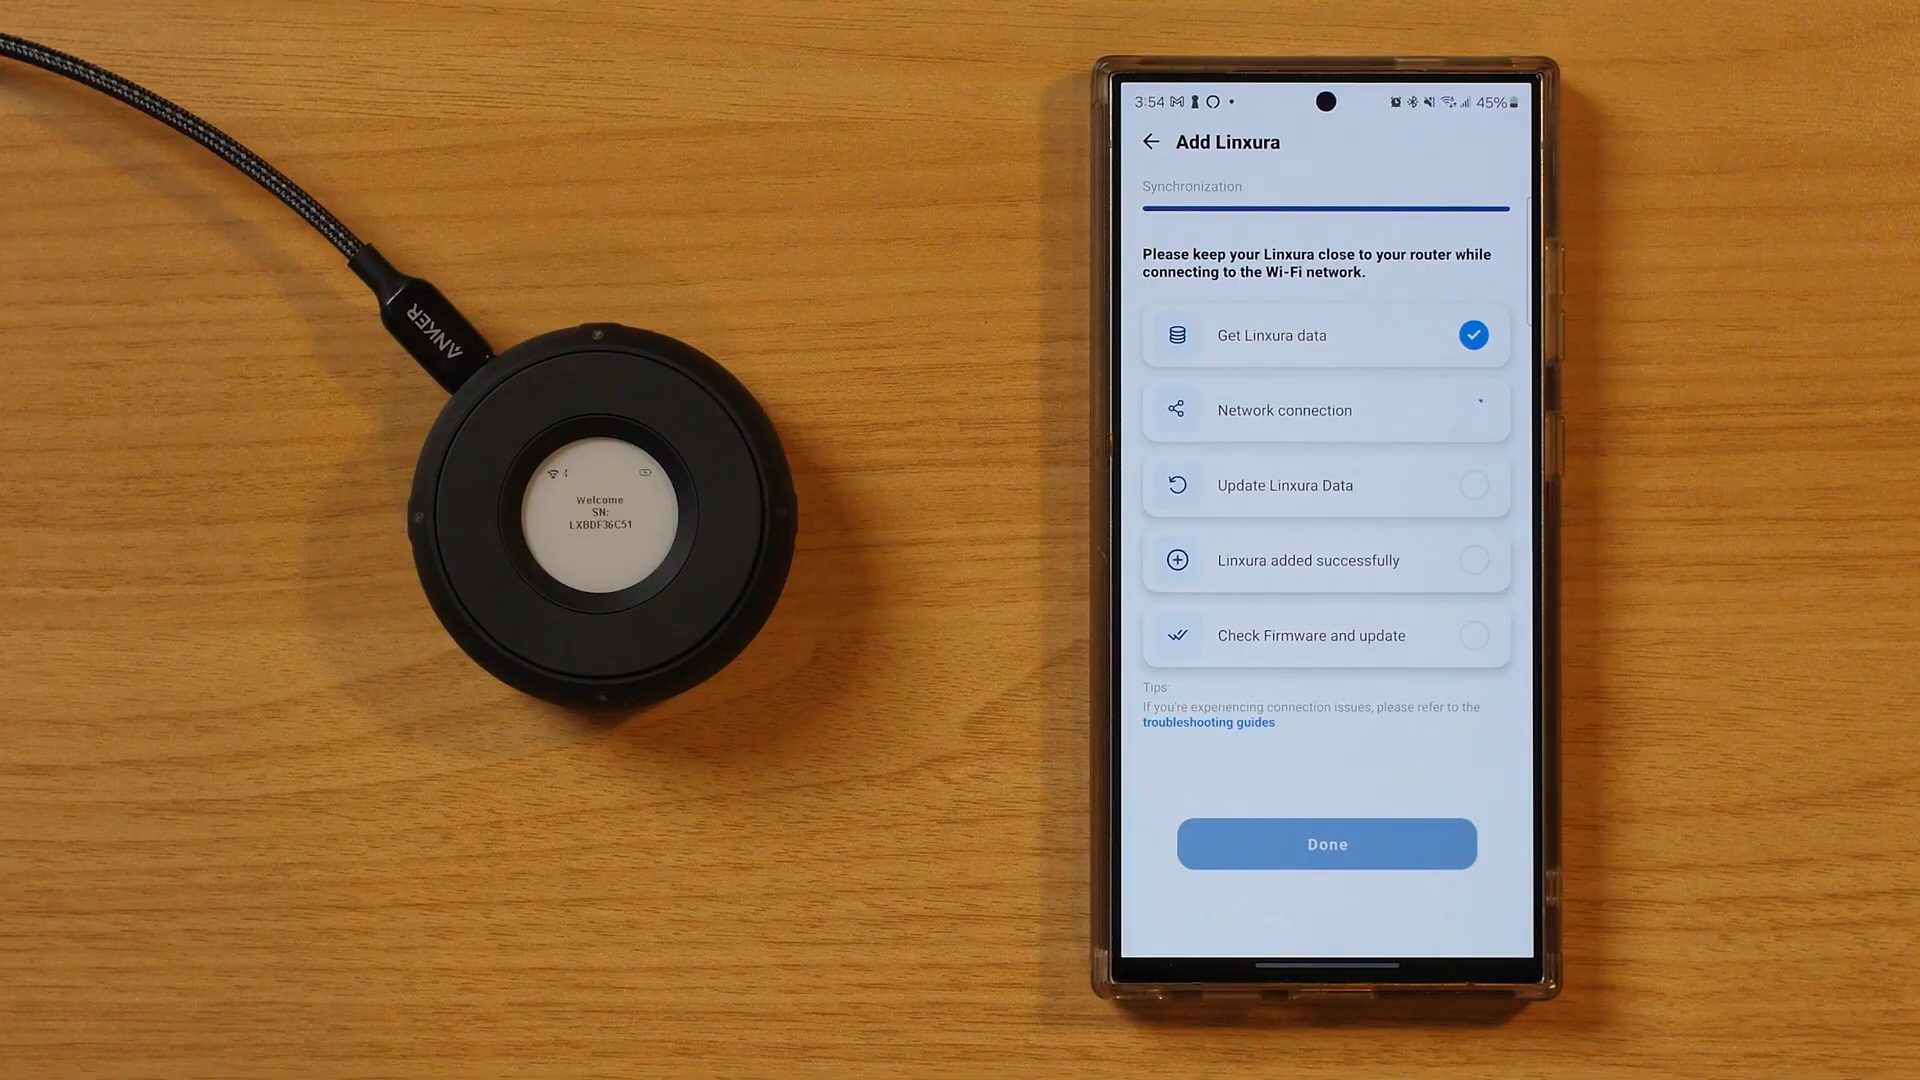 ANKER
Welcome
SN:
LXBDF36C51
3:54
45%
Add Linxura
Synchronization
Please keep your Linxura close to your router while
connecting to the Wi-Fi network.
Get Linxura data
Network connection
Update Linxura Data
Linxura added successfully
Check Firmware and update
Tips:
If you're experiencing connection issues, please refer to the
troubleshooting guides
Done